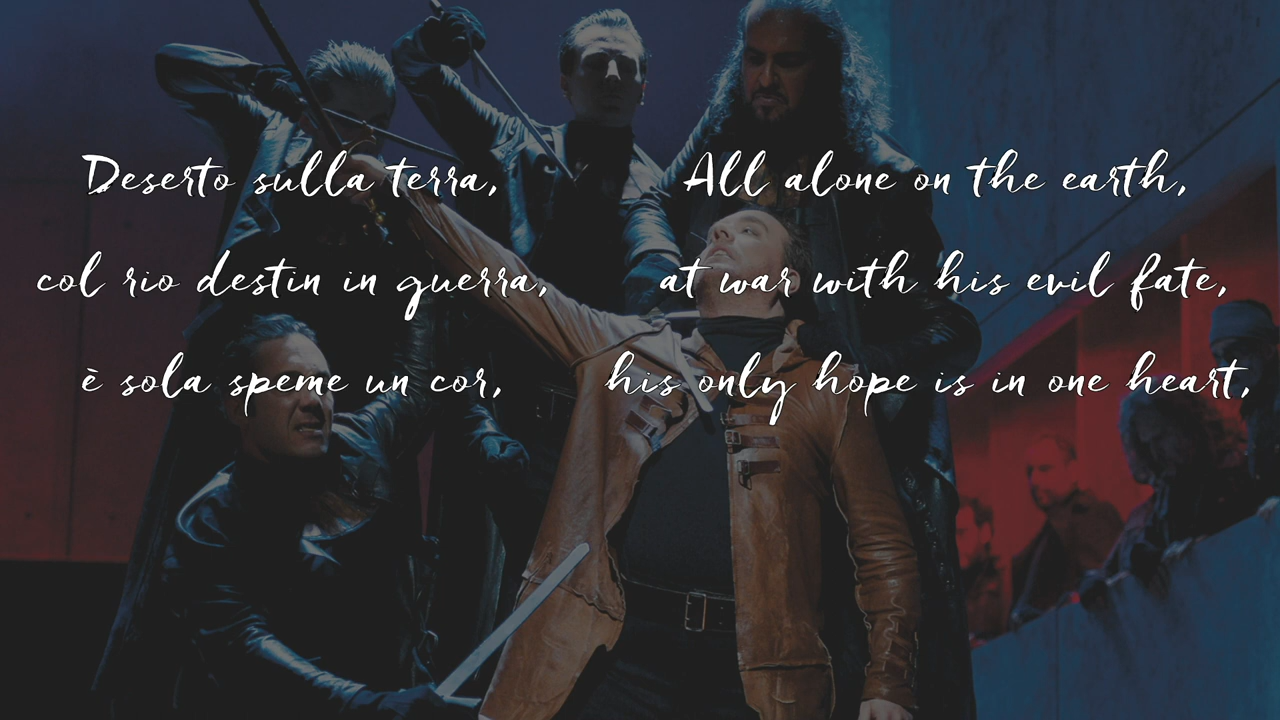 Deserto sulla terra,
col rio destin in guerra,
è sola speme un cor,
All alone on the earth,
at war with his evil fate,
his only hope is in one heart,